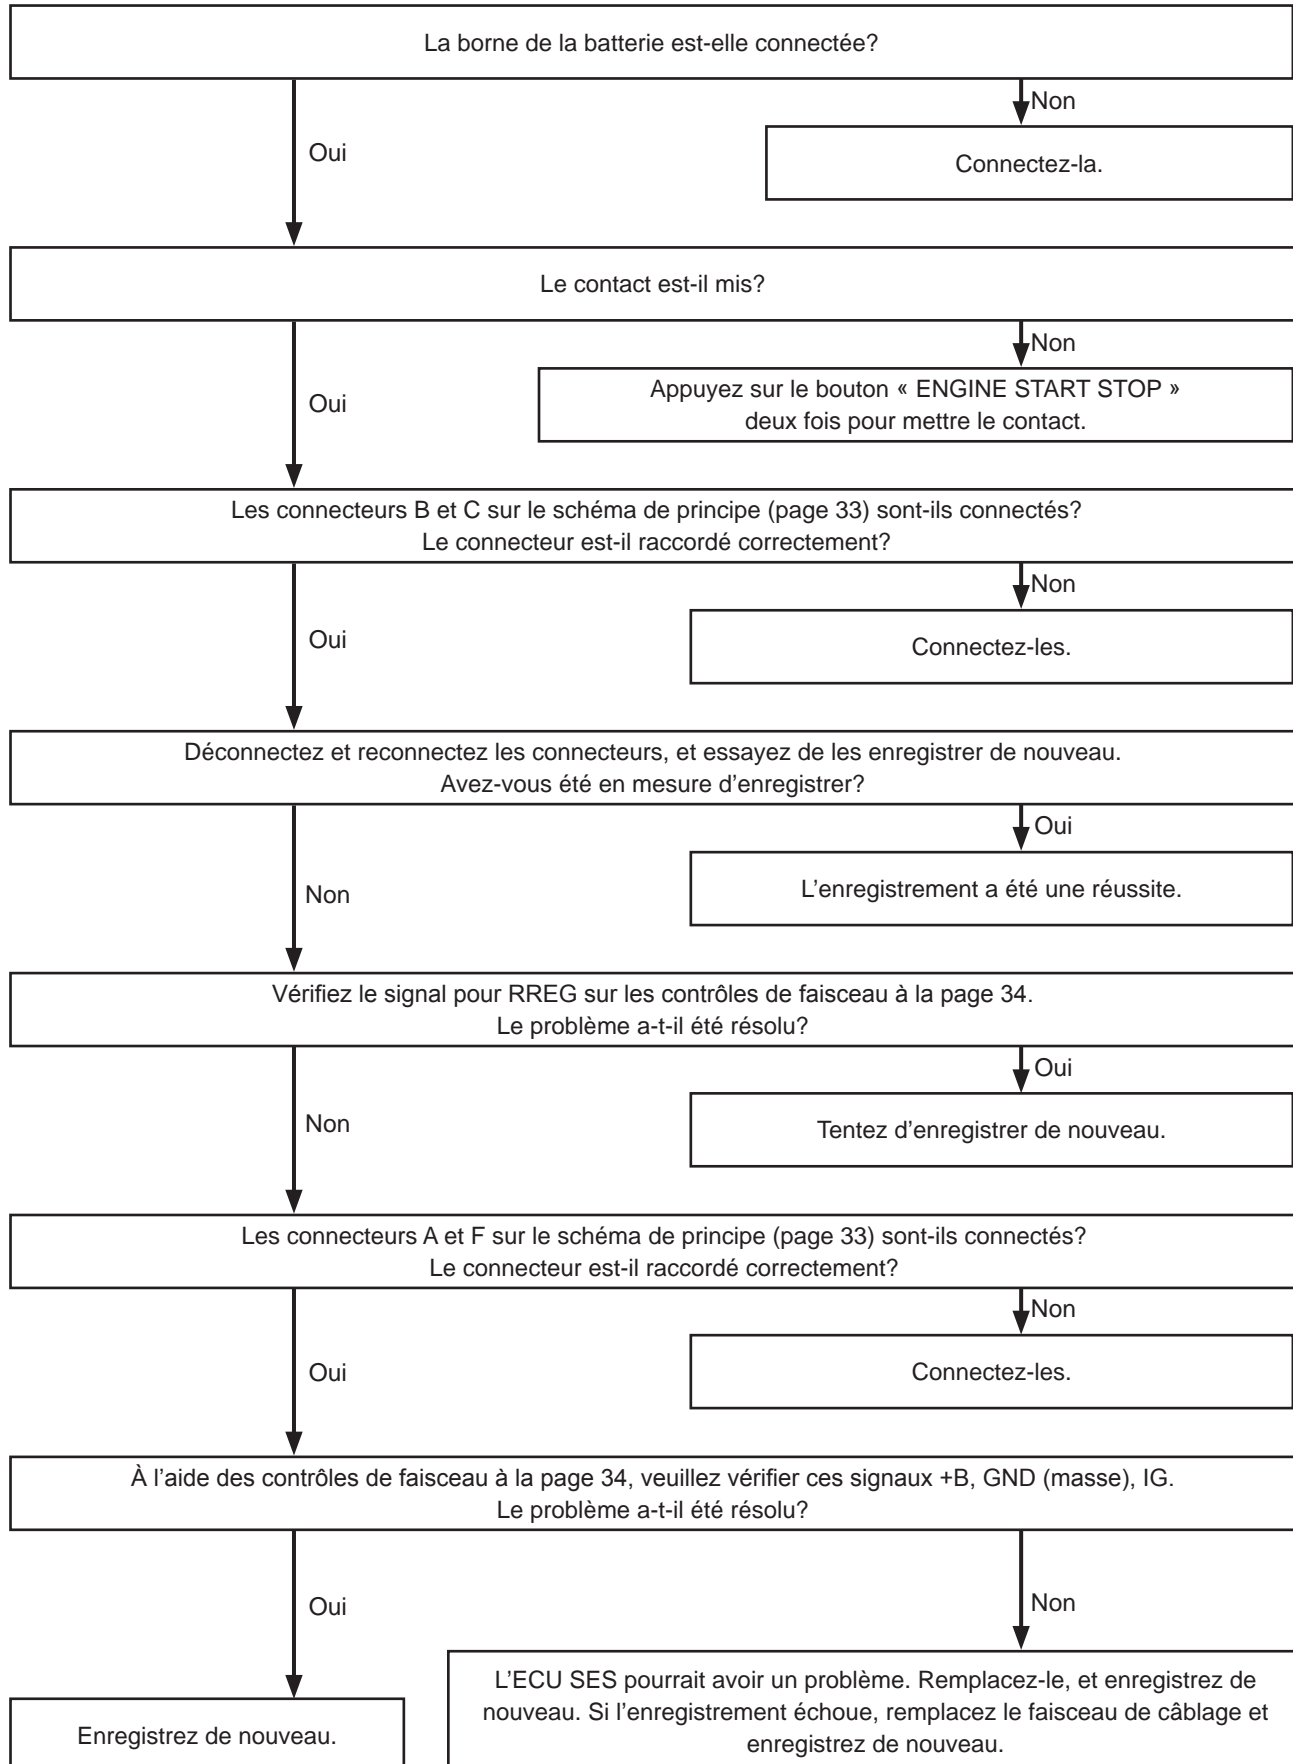 La borne de la batterie est-elle connectée?
Non
Oui
Connectez-la.
Le contact est-il mis?
Non
Oui
Appuyez sur le bouton « ENGINE START STOP »
deux fois pour mettre le contact.
Les connecteurs B et C sur le schéma de principe (page 33) sont-ils connectés?
Le connecteur est-il raccordé correctement?
Non
Oui
Connectez-les.
Déconnectez et reconnectez les connecteurs, et essayez de les enregistrer de nouveau.
Avez-vous été en mesure d’enregistrer?
Oui
Non
L’enregistrement a été une réussite.
Vérifiez le signal pour RREG sur les contrôles de faisceau à la page 34.
Le problème a-t-il été résolu?
Oui
Non
Tentez d’enregistrer de nouveau.
Les connecteurs A et F sur le schéma de principe (page 33) sont-ils connectés?
Le connecteur est-il raccordé correctement?
Non
Oui
Connectez-les.
À l’aide des contrôles de faisceau à la page 34, veuillez vérifier ces signaux +B, GND (masse), IG.
Le problème a-t-il été résolu?
Oui
Non
Enregistrez de nouveau.
L’ECU SES pourrait avoir un problème. Remplacez-le, et enregistrez de
nouveau. Si l’enregistrement échoue, remplacez le faisceau de câblage et
enregistrez de nouveau.